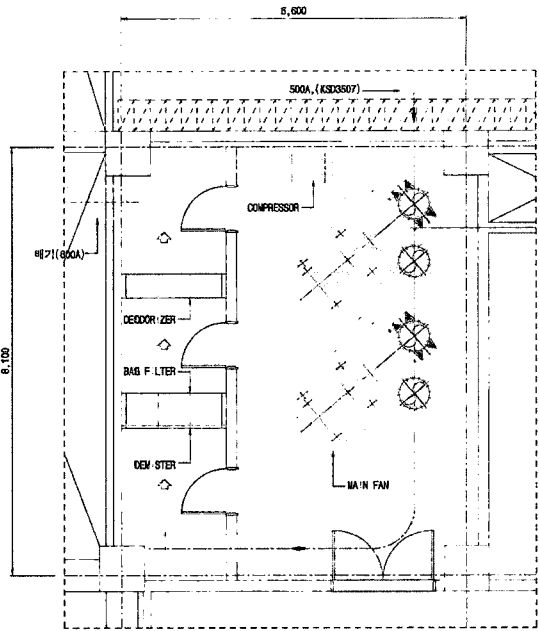 5,600
500A,(KSD3507)
COMPRESSOR
배기(600A)
DEODORIZER
8,100
BAG FILTER
DEMISTER
MAIN FAN